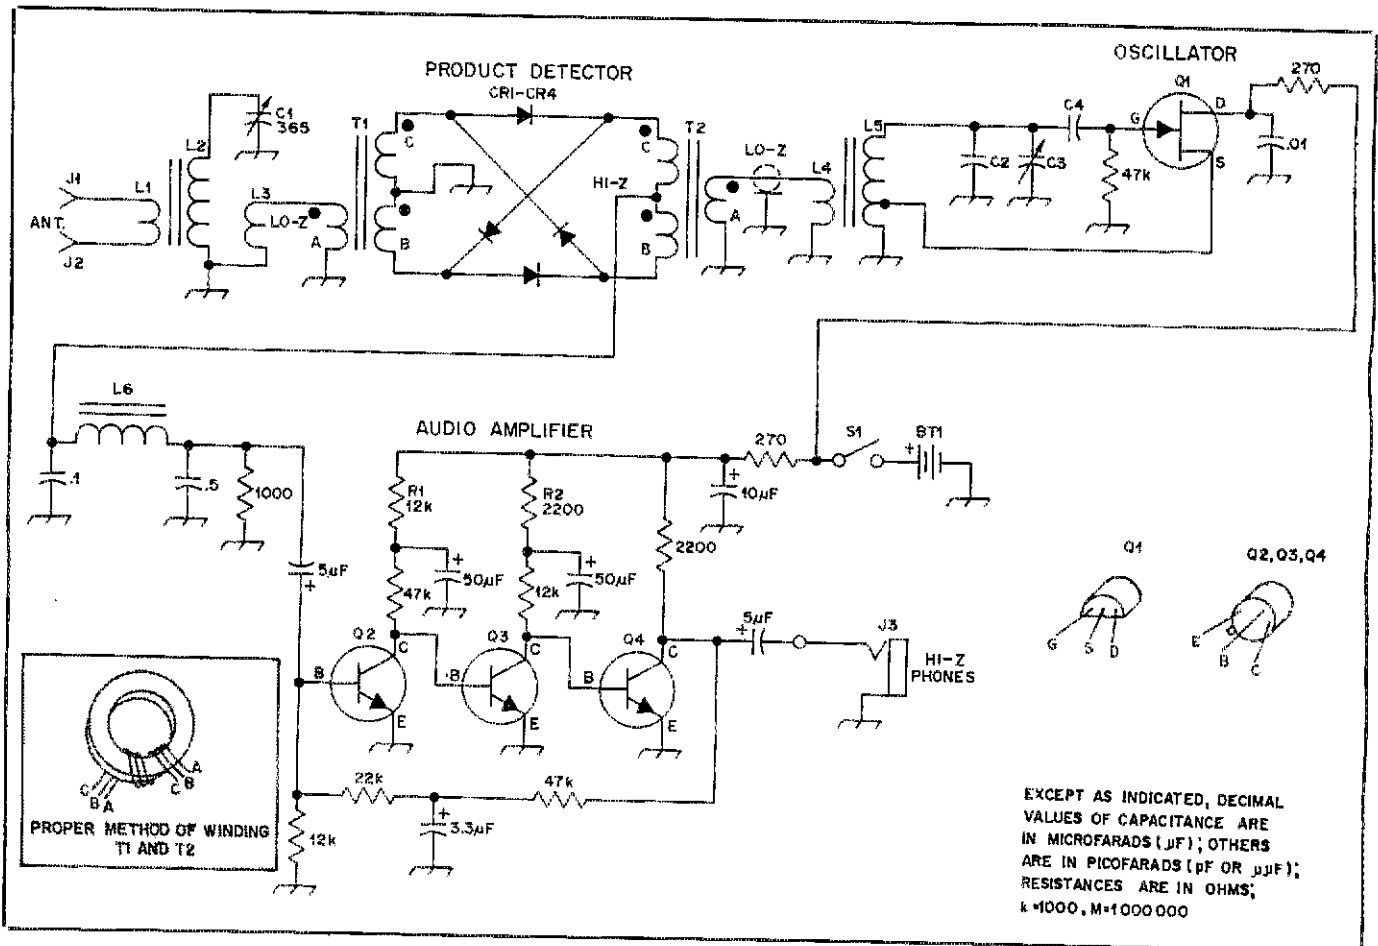 PRODUCT DETECTOR
CR1-CR4
OSCILLATOR
Q1
270
C1
365
L2
T1
C
C
T2
LO-Z
L5
C4
G
D
S
.01
J1
L1
L3
LO-Z
HI-Z
L4
C2
C3
47k
ANT.
J2
A
B
B
A
L6
AUDIO AMPLIFIER
270
S1
+
BT1
.1
.5
1000
R1
12k
R2
2200
+
10µF
2200
Q1
Q2,Q3,Q4
5µF
+
+
50µF
47k
+
50µF
12k
+
5µF
J3
Q2
C
Q3
C
Q4
C
HI-Z
PHONES
G
S
D
E
B
C
B
B
B
E
E
E
A
B
C
C
B
A
PROPER METHOD OF WINDING
T1 AND T2
22k
47k
12k
+
3.3µF
EXCEPT AS INDICATED, DECIMAL
VALUES OF CAPACITANCE ARE
IN MICROFARADS (µF); OTHERS
ARE IN PICOFARADS (pF OR µµF);
RESISTANCES ARE IN OHMS;
k=1000, M=1000 000